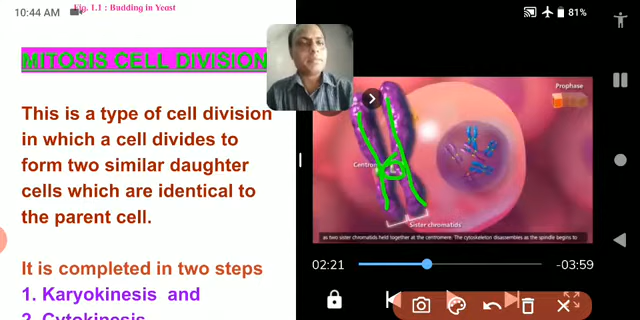 10:44 AM
81%
Fig. 1.1 : Budding in Yeast
MITOSIS CELL DIVISION
This is a type of cell division
in which a cell divides to
form two similar daughter
cells which are identical to
the parent cell.
It is completed in two steps
1. Karyokinesis and
2. Cytokinesis
Prophase
Centrom
Sister chromatids
as two sister chromatids held together at the centromere. The cytoskeleton disassembles as the spindle begins to
02:21
-03:59